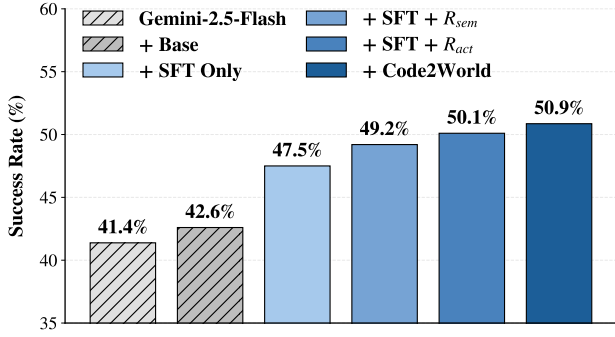 60
55
50
45
40
35
Success Rate (%)
Gemini-2.5-Flash
+ Base
+ SFT Only
+ SFT + R_sem
+ SFT + R_act
+ Code2World
41.4%
42.6%
47.5%
49.2%
50.1%
50.9%